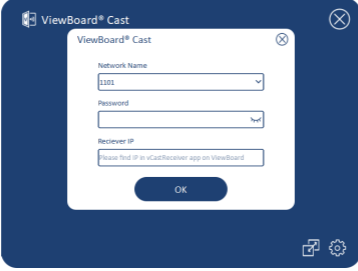 ViewBoard® Cast
ViewBoard® Cast
Network Name
1101
Password
Reciever IP
Please find IP in vCastReceiver app on ViewBoard
OK